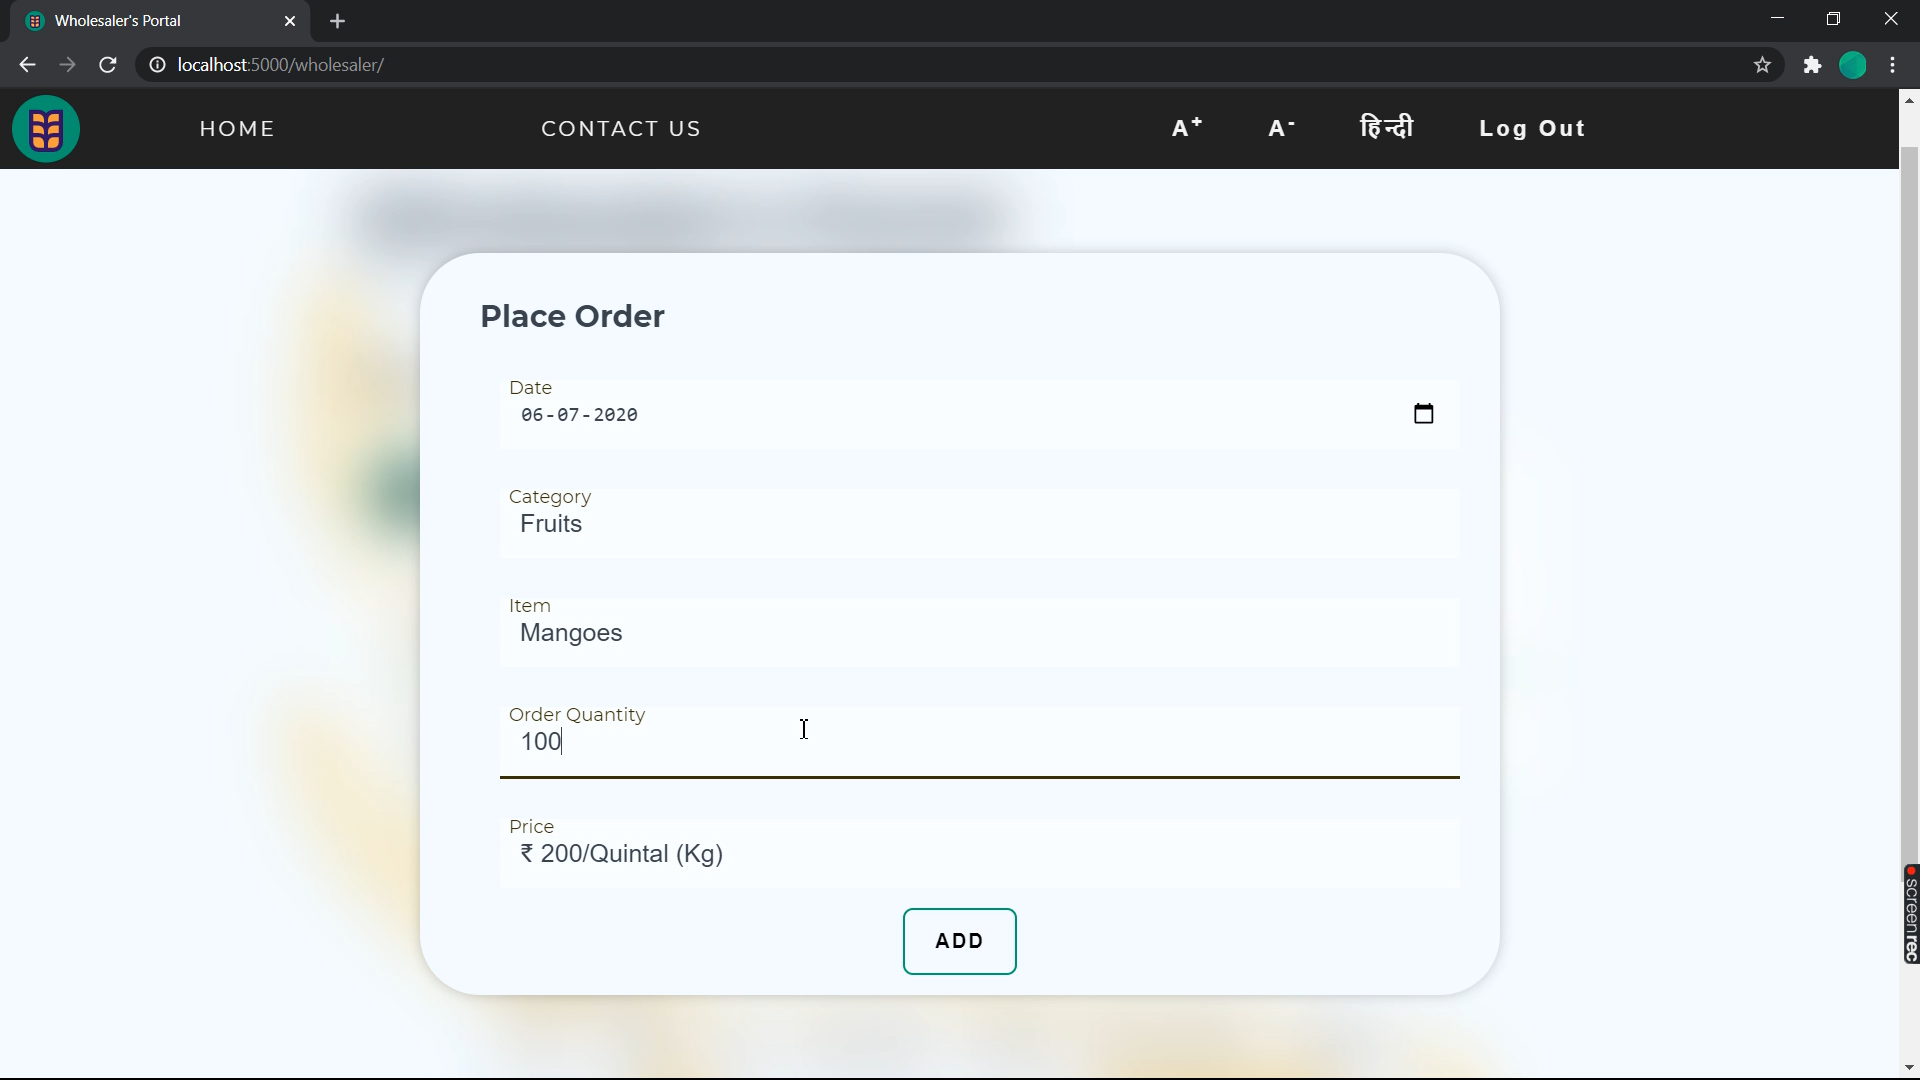 Wholesaler's Portal
localhost:5000/wholesaler/
HOME CONTACT US A+ A- हिन्दी Log Out
Place Order
Date
06-07-2020
Category
Fruits
Item
Mangoes
Order Quantity
100
Price
₹ 200/Quintal (Kg)
ADD
screenrec